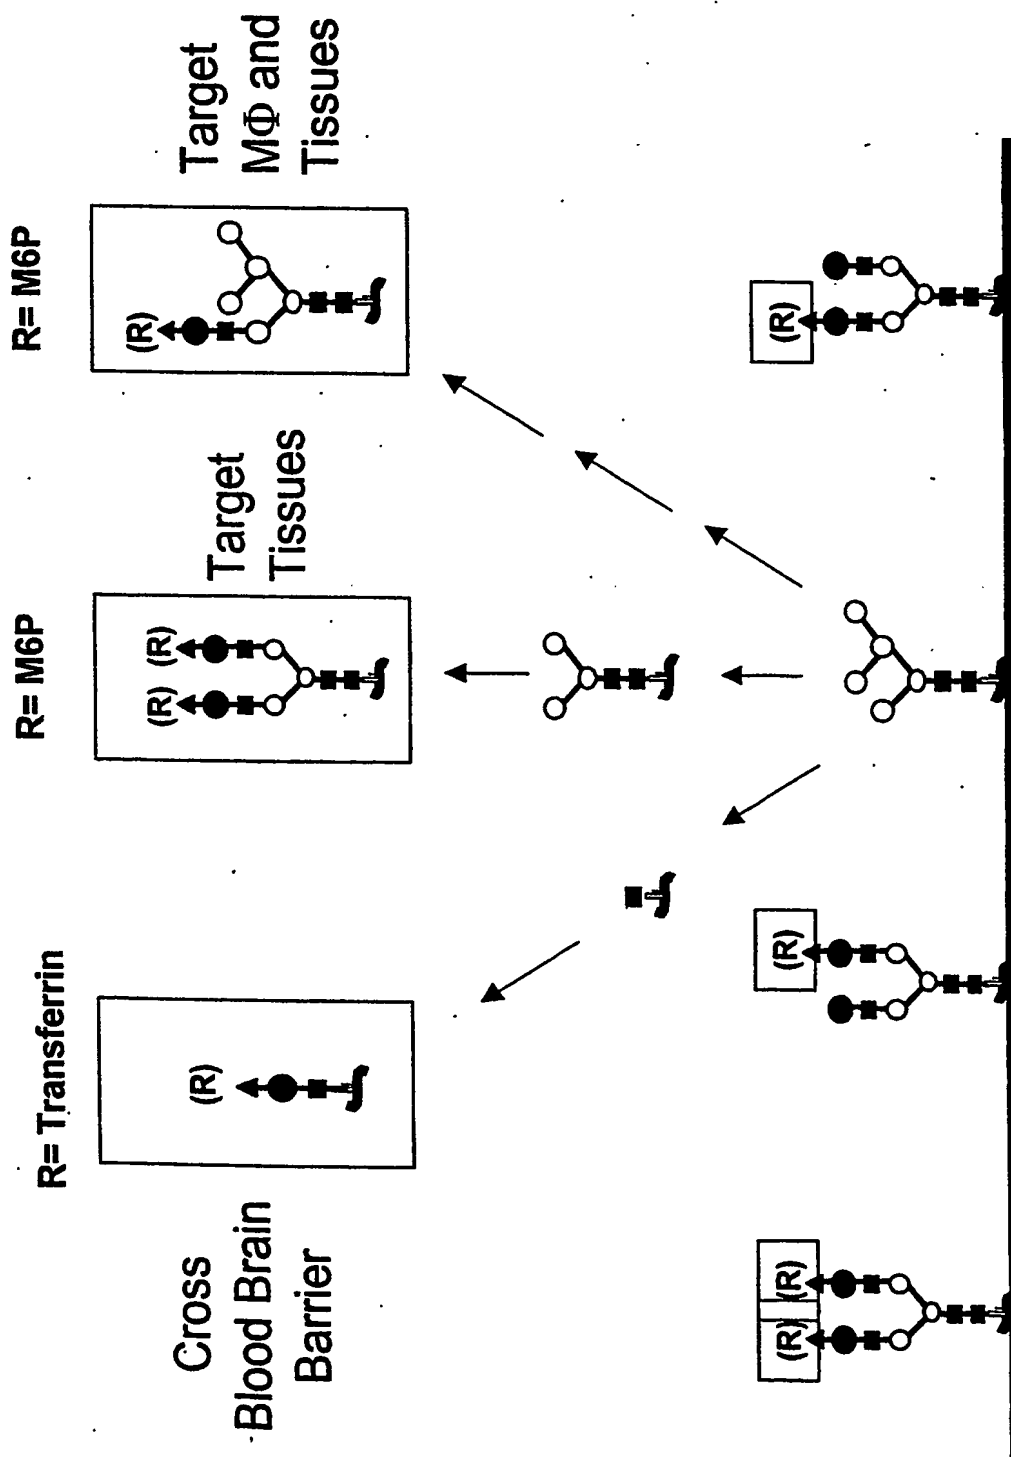 R= Transferrin
R= M6P
R= M6P
Cross
Blood Brain
Barrier
(R)
(R)
(R)
Target
Tissues
(R)
Target
MΦ and
Tissues
(R)
(R)
(R)
(R)